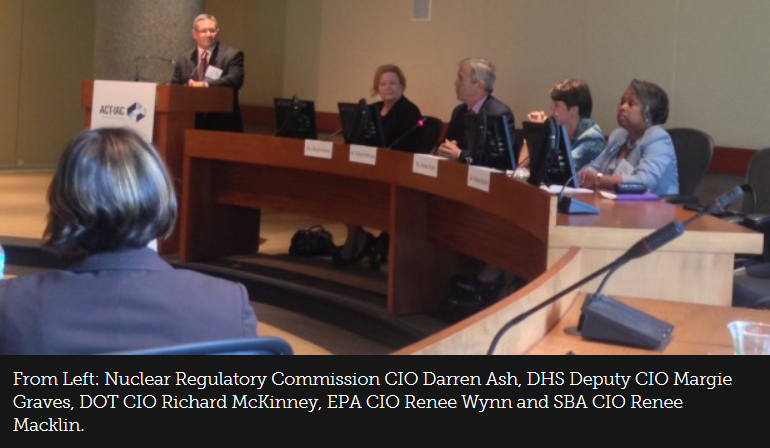 ACT-IAC
From Left: Nuclear Regulatory Commission CIO Darren Ash, DHS Deputy CIO Margie
Graves, DOT CIO Richard McKinney, EPA CIO Renee Wynn and SBA CIO Renee
Macklin.